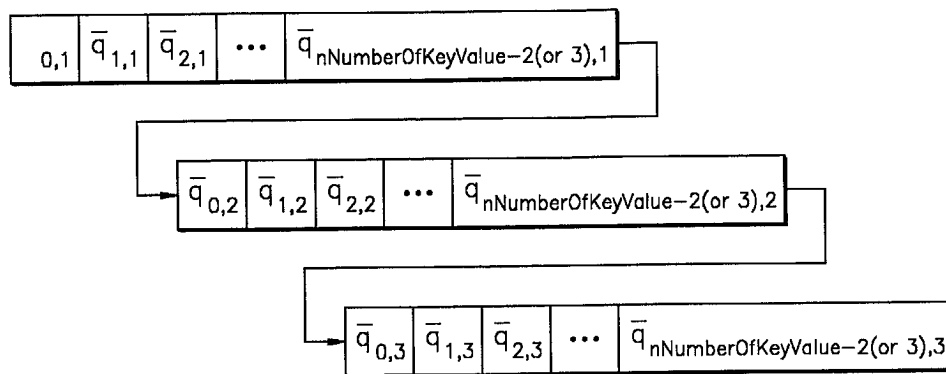 0,1 q̅1,1 q̅2,1 ••• q̅nNumberOfKeyValue-2(or 3),1
q̅0,2 q̅1,2 q̅2,2 ••• q̅nNumberOfKeyValue-2(or 3),2
q̅0,3 q̅1,3 q̅2,3 ••• q̅nNumberOfKeyValue-2(or 3),3